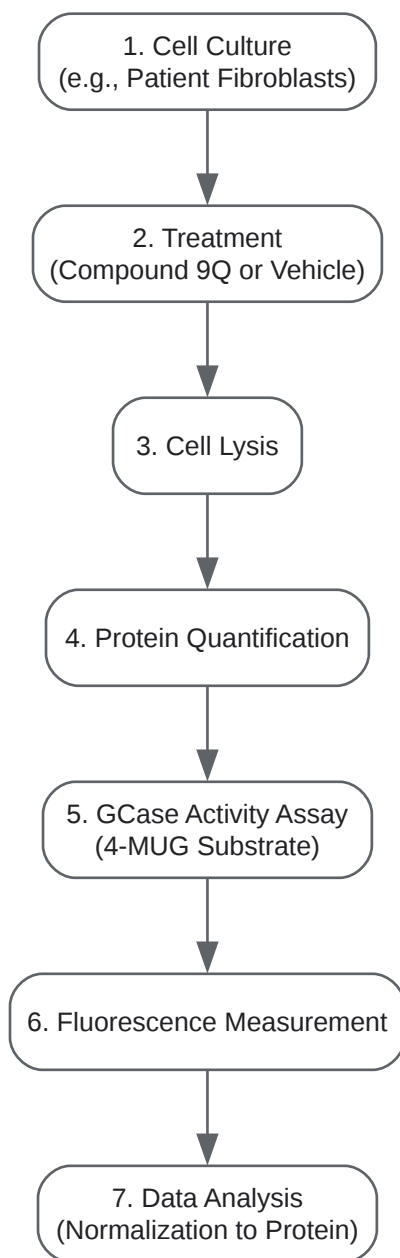 1. Cell Culture
(e.g., Patient Fibroblasts)
2. Treatment
(Compound 9Q or Vehicle)
3. Cell Lysis
4. Protein Quantification
5. GCase Activity Assay
(4-MUG Substrate)
6. Fluorescence Measurement
7. Data Analysis
(Normalization to Protein)